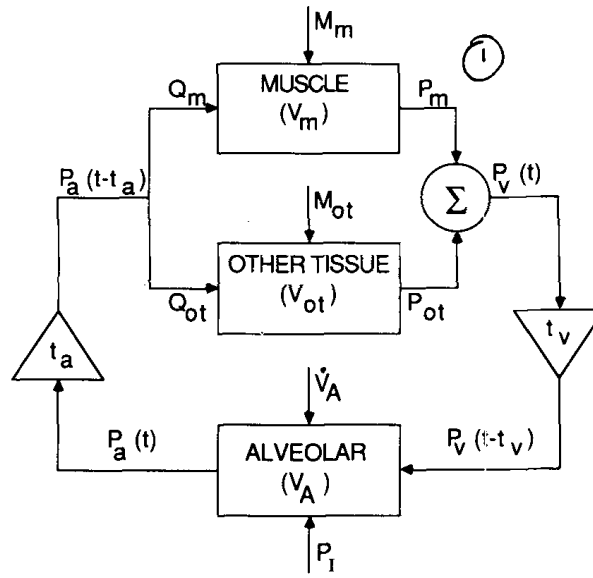 M_m
1
Q_m
MUSCLE
(V_m)
P_m
P_a (t-t_a)
P_v (t)
Σ
M_ot
Q_ot
OTHER TISSUE
(V_ot)
P_ot
t_a
t_v
V̇_A
P_a (t)
ALVEOLAR
(V_A)
P_v (t-t_v)
P_I